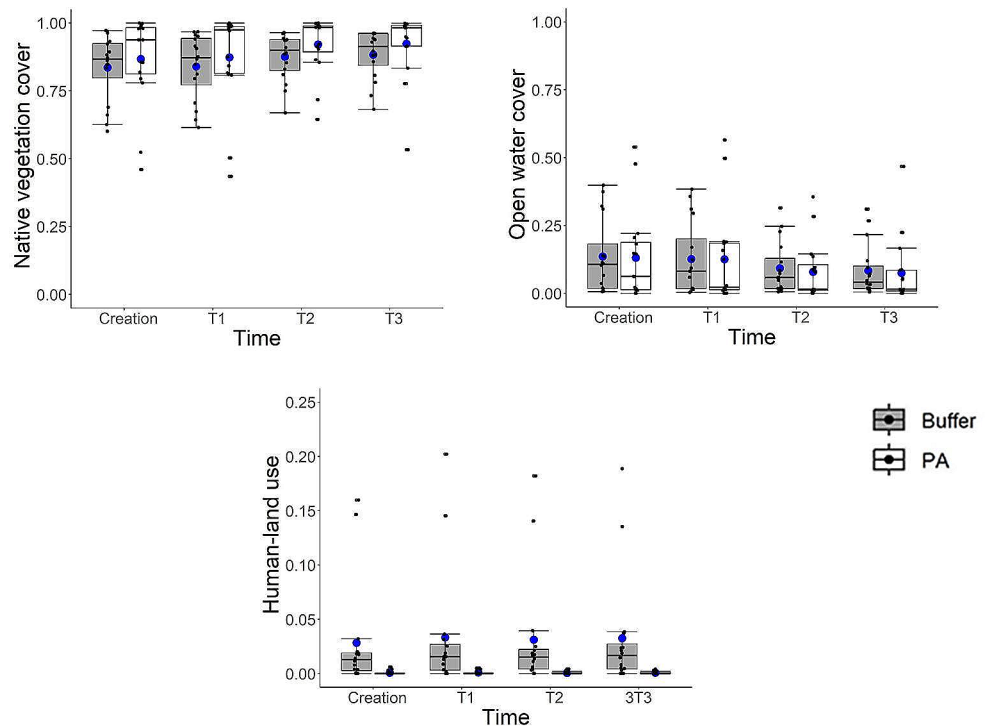 Native vegetation cover
1.00
0.75
0.50
0.25
0.00
Creation T1 T2 T3
Time
Open water cover
1.00
0.75
0.50
0.25
0.00
Creation T1 T2 T3
Time
Human-land use
0.25
0.20
0.15
0.10
0.05
0.00
Creation T1 T2 3T3
Time
Buffer
PA